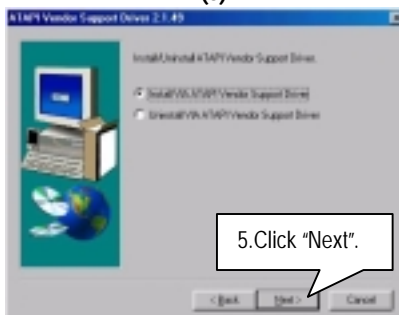 ATAPI Vendor Support Driver 2.1.49
Install/Uninstall ATAPI Vendor Support Driver.
Install VIA ATAPI Vendor Support Driver
Uninstall VIA ATAPI Vendor Support Driver
5.Click “Next”.
< Back
Next >
Cancel